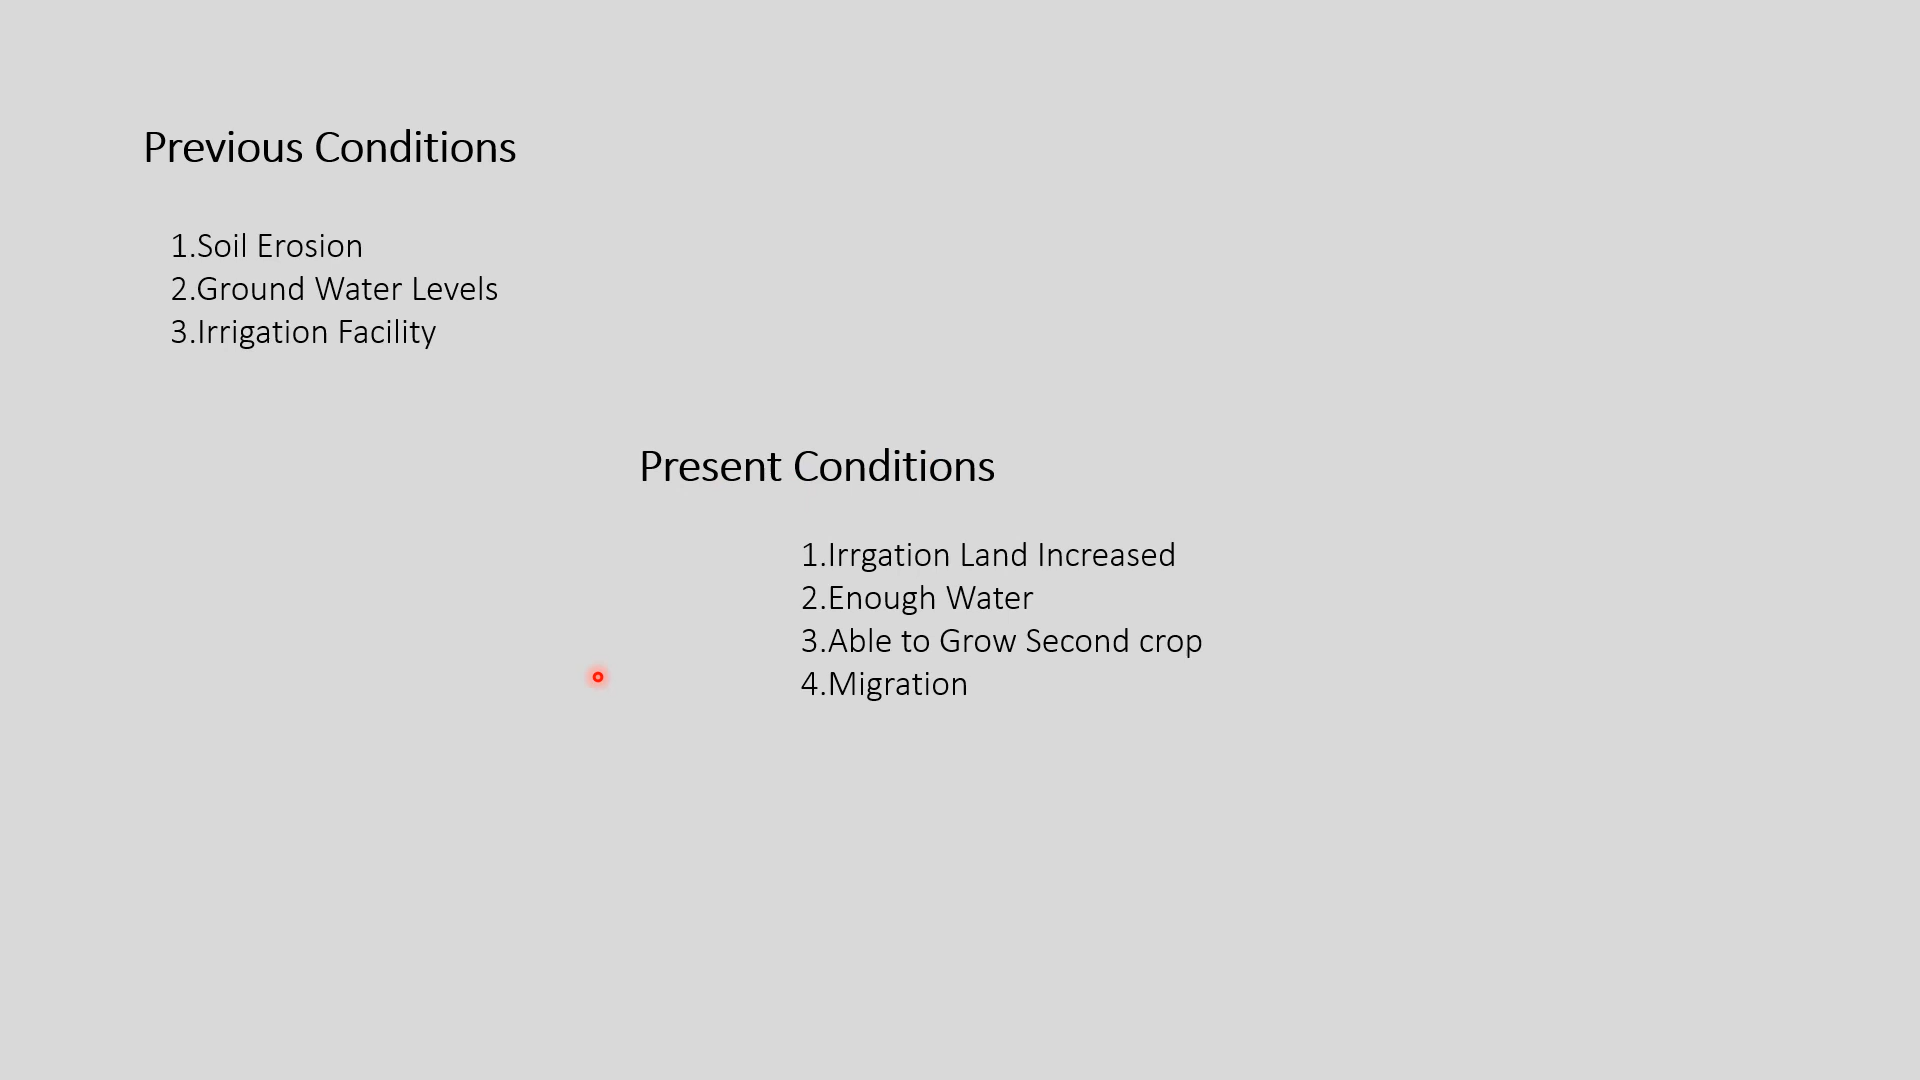 Previous Conditions
1.Soil Erosion
2.Ground Water Levels
3.Irrigation Facility
Present Conditions
1.Irrgation Land Increased
2.Enough Water
3.Able to Grow Second crop
4.Migration